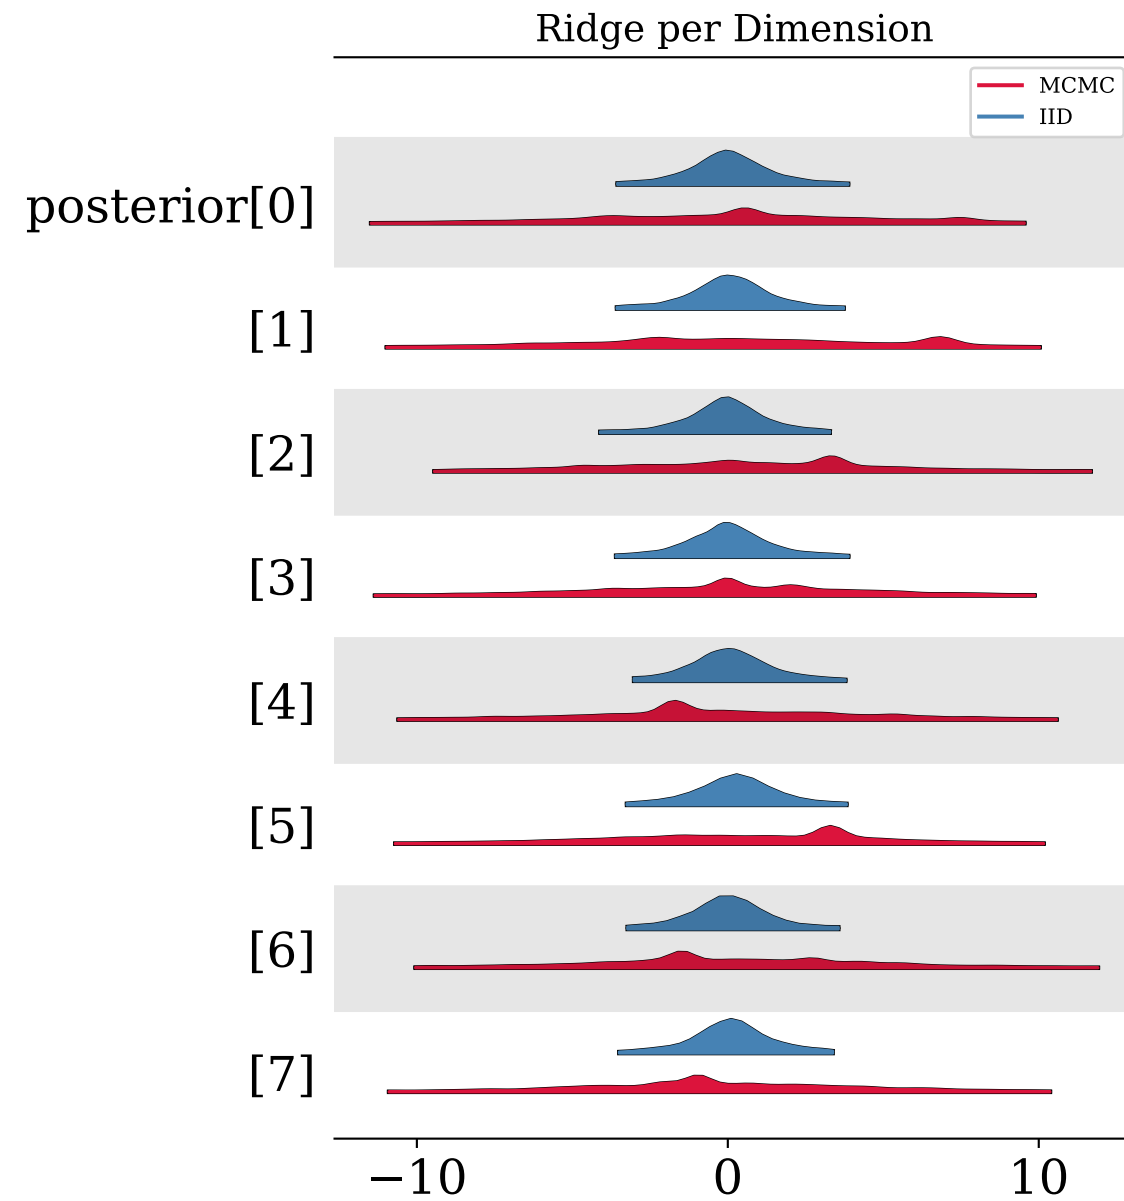 Ridge per Dimension
MCMC
IID
posterior[0]
[1]
[2]
[3]
[4]
[5]
[6]
[7]
−10 0 10